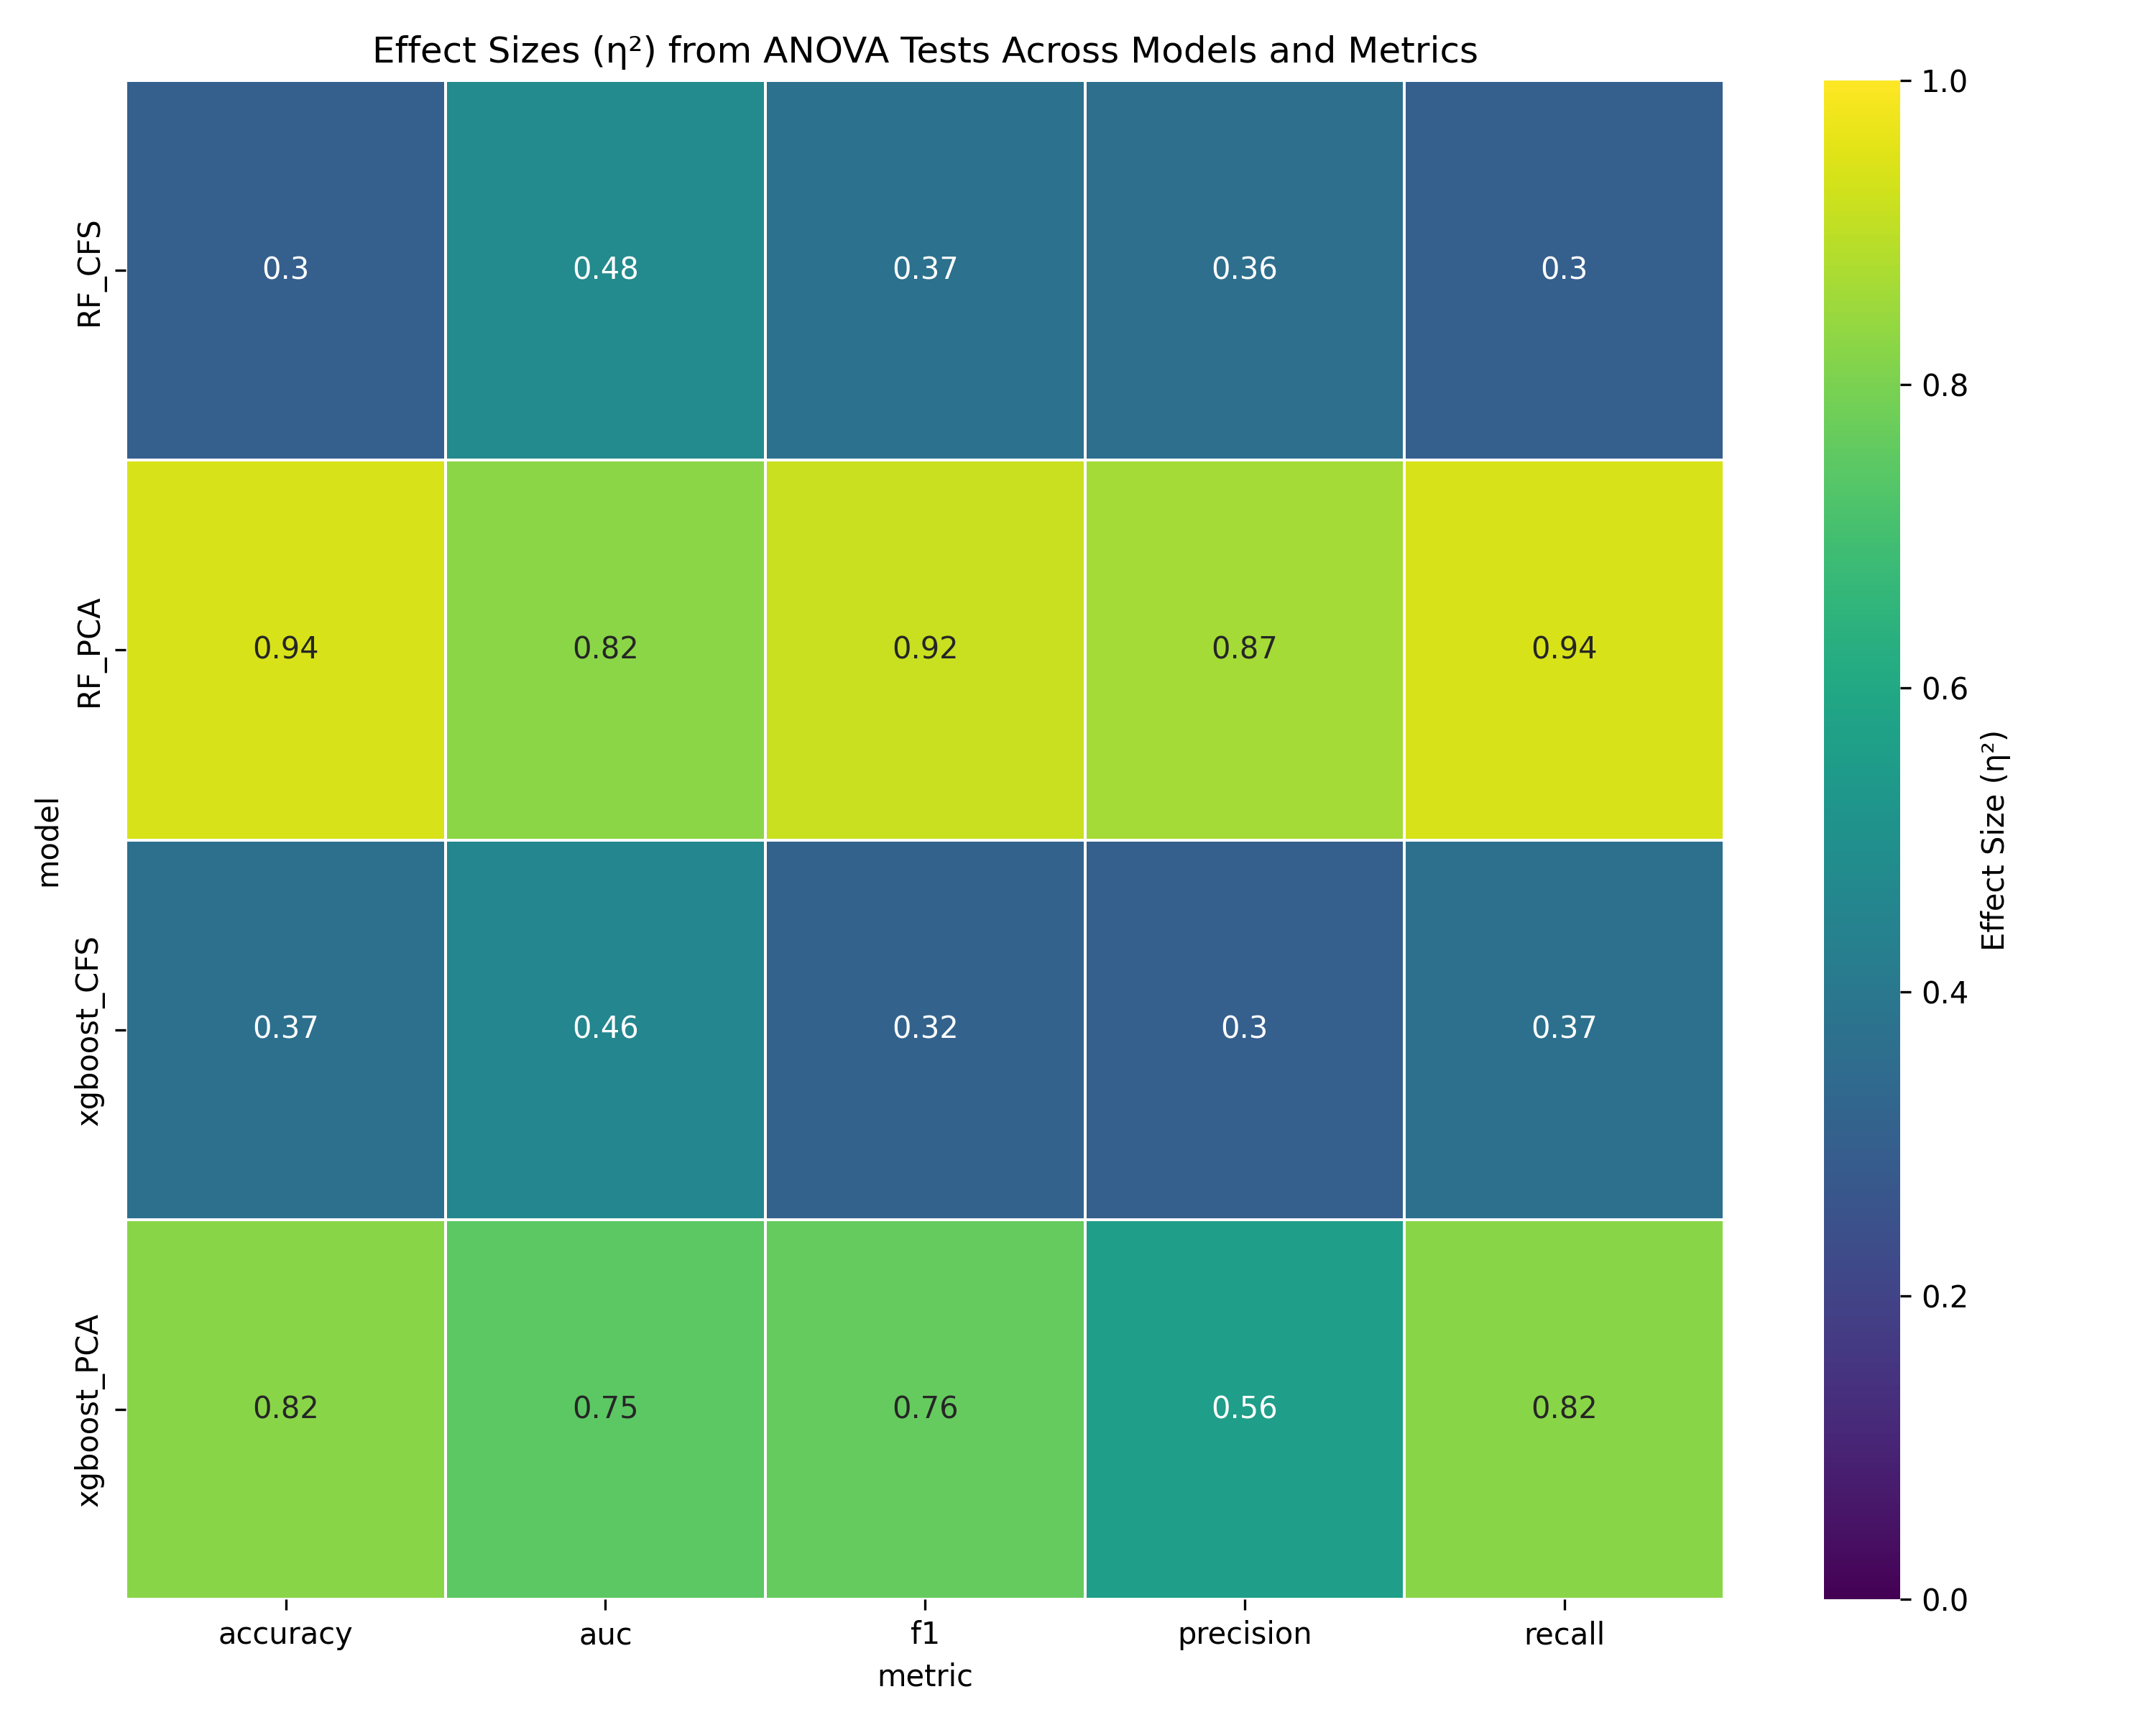 Effect Sizes (η²) from ANOVA Tests Across Models and Metrics
model
RF_CFS
0.3 0.48 0.37 0.36 0.3
RF_PCA
0.94 0.82 0.92 0.87 0.94
xgboost_CFS
0.37 0.46 0.32 0.3 0.37
xgboost_PCA
0.82 0.75 0.76 0.56 0.82
accuracy auc f1 precision recall
metric
1.0
0.8
0.6
0.4
0.2
0.0
Effect Size (η²)